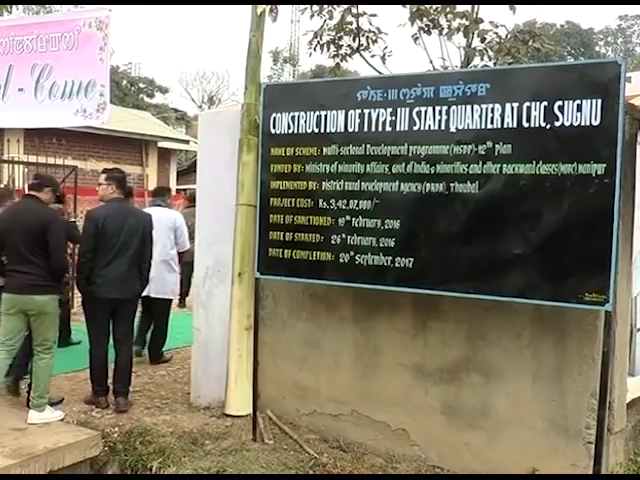 l - Come
CONSTRUCTION OF TYPE-III STAFF QUARTER AT CHC, SUGNU
NAME OF SCHEME: Multi-Sectoral Development Programme (MSDP)-12th Plan
FUNDED BY: Ministry of Minority Affairs, Govt. of India & Minorities and other Backward Classes (MOBC), Manipur
IMPLEMENTED BY: District Rural Development Agency (DRDA), Thoubal
PROJECT COST: Rs. 3,42,07,000/-
DATE OF SANCTIONED: 19th February, 2016
DATE OF STARTED: 26th February, 2016
DATE OF COMPLETION: 20th September, 2017